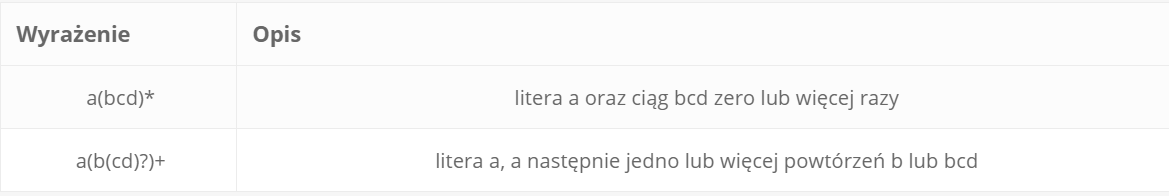 Wyrażenie Opis
a(bcd)* litera a oraz ciąg bcd zero lub więcej razy
a(b(cd)?)+ litera a, a następnie jedno lub więcej powtórzeń b lub bcd